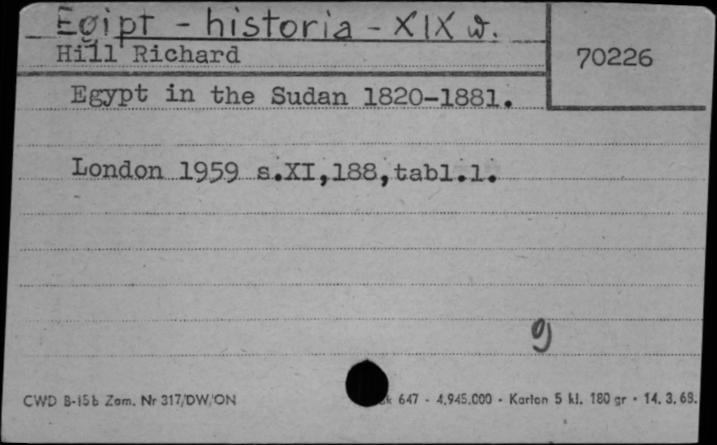 Egipt - historia - XIX w.
Hill Richard
70226
Egypt in the Sudan 1820-1881.
London 1959 s.XI,188,tabl.1.
CWD B-15b Zam. Nr 317/DW/ON 647 - 4.945.000 - Karton 5 kl. 180 gr - 14. 3. 68.